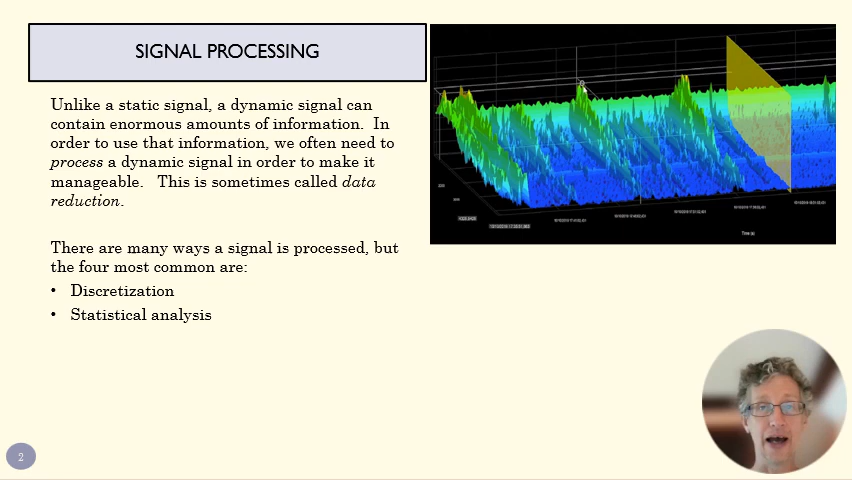 SIGNAL PROCESSING
Unlike a static signal, a dynamic signal can
contain enormous amounts of information.  In
order to use that information, we often need to
process a dynamic signal in order to make it
manageable.   This is sometimes called data
reduction.
There are many ways a signal is processed, but
the four most common are:
• Discretization
• Statistical analysis
Time (s)
2